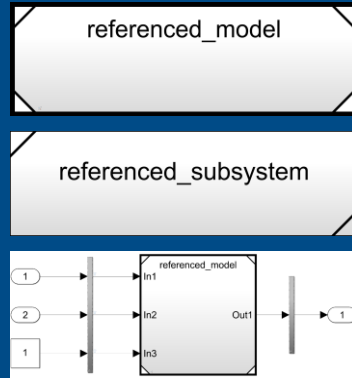 referenced_model
referenced_subsystem
referenced_model
1 In1
2 In2 Out1 1
1 In3